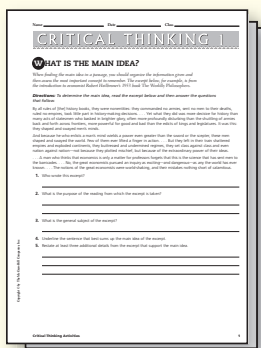 Name Date Class
CRITICAL THINKING 1
WHAT IS THE MAIN IDEA?
When finding the main idea in a passage, you should organize the information given and
then assess the most important concept to remember. The excerpt below, for example, is from
the introduction to economist Robert Heilbroner's 1953 book The Worldly Philosophers.
Directions: To determine the main idea, read the excerpt below and then answer the questions
that follow.
By all rules of [the] history books, they were nonentities: they commanded no armies, sent no men to their deaths,
ruled no empires, took little part in history-making decisions. . . . Yet what they did was more decisive for history than
many acts of statesmen who basked in brighter glory, often more profoundly disturbing than the shuttling of armies
back and forth across frontiers, more powerful for good and bad than the edicts of kings and legislatures. It was this:
they shaped and swayed men's minds.
And because he who enlists a man's mind wields a power even greater than the sword or the scepter, these men
shaped and swayed the world. Few of them ever lifted a finger in action. . . . But they left in their train shattered
empires and exploded continents, they buttressed and undermined regimes, they set class against class and even
nation against nation—not because they plotted mischief, but because of the extraordinary power of their ideas.
. . . A man who thinks that economics is only a matter for professors forgets that this is the science that has sent men to
the barricades. . . . No, the great economists pursued an inquiry as exciting—and dangerous—as any the world has ever
known. . . . The notions of the great economists were world-shaking, and their mistakes nothing short of calamitous.
1. Who wrote this excerpt?
2. What is the purpose of the reading from which the excerpt is taken?
3. What is the general subject of the excerpt?
4. Underline the sentence that best sums up the main idea of the excerpt.
5. Restate at least three additional details from the excerpt that support the main idea.
Critical Thinking Activities 1